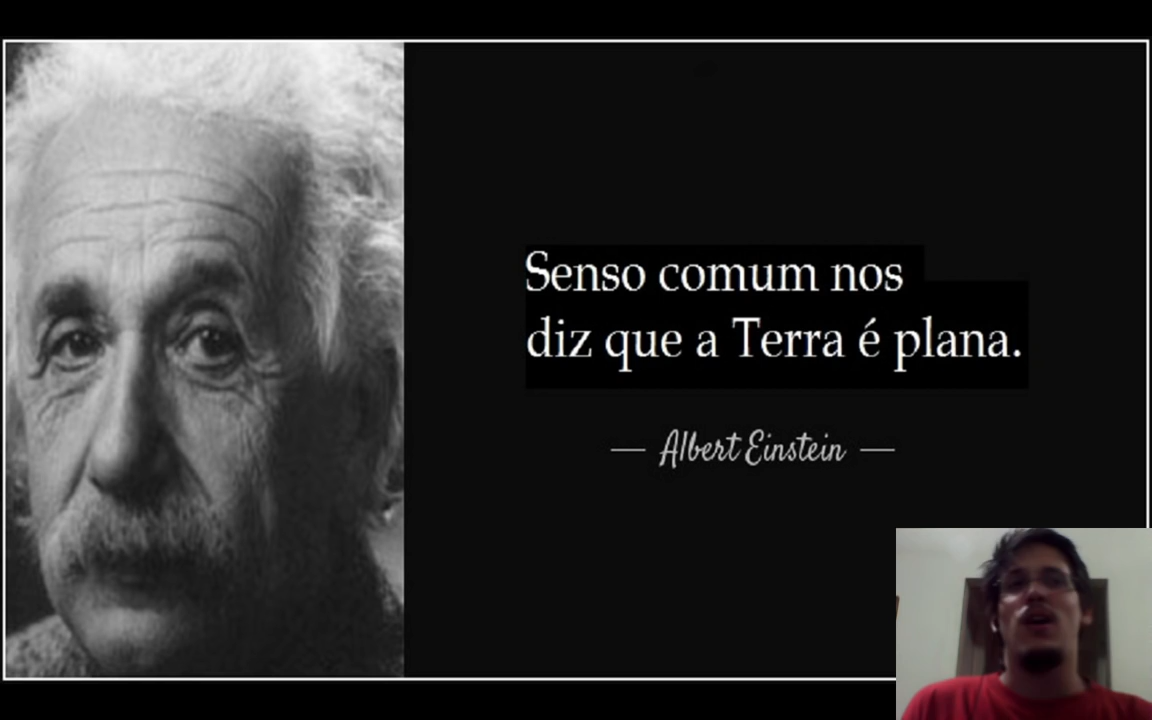 Senso comum nos
diz que a Terra é plana.
— Albert Einstein —